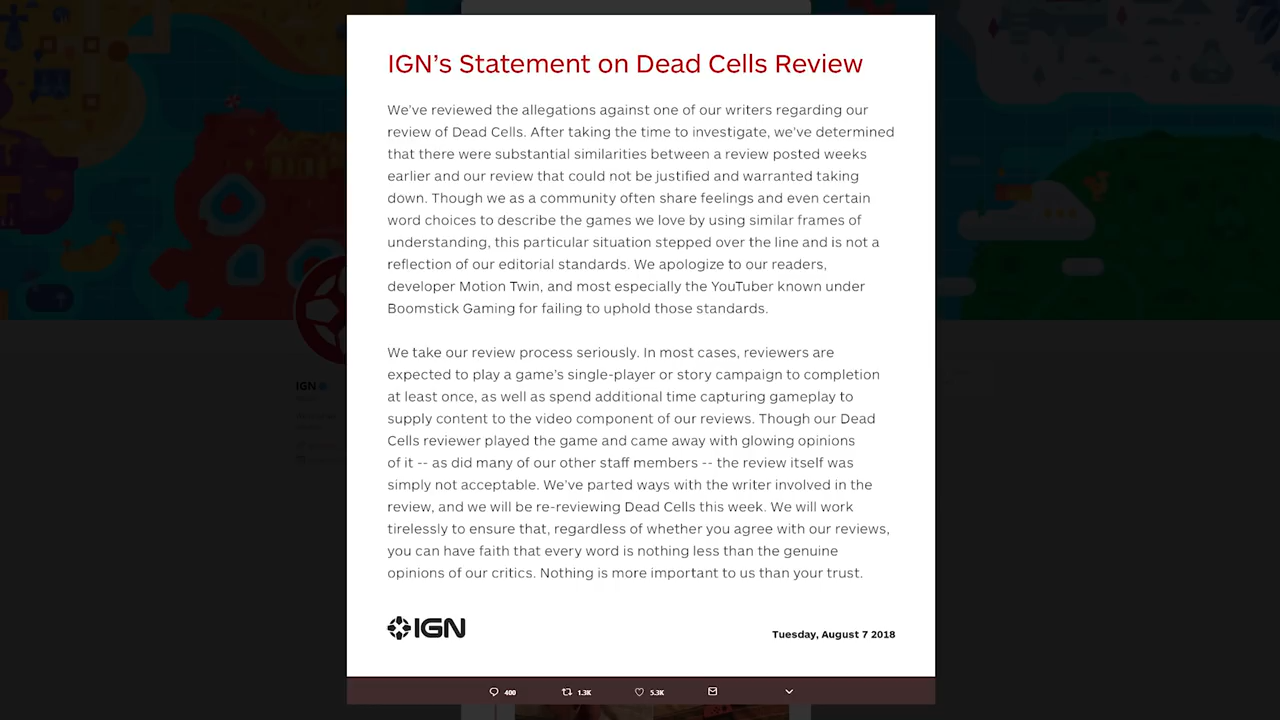 IGN’s Statement on Dead Cells Review
We’ve reviewed the allegations against one of our writers regarding our
review of Dead Cells. After taking the time to investigate, we’ve determined
that there were substantial similarities between a review posted weeks
earlier and our review that could not be justified and warranted taking
down. Though we as a community often share feelings and even certain
word choices to describe the games we love by using similar frames of
understanding, this particular situation stepped over the line and is not a
reflection of our editorial standards. We apologize to our readers,
developer Motion Twin, and most especially the YouTuber known under
Boomstick Gaming for failing to uphold those standards.
We take our review process seriously. In most cases, reviewers are
expected to play a game’s single-player or story campaign to completion
at least once, as well as spend additional time capturing gameplay to
supply content to the video component of our reviews. Though our Dead
Cells reviewer played the game and came away with glowing opinions
of it -- as did many of our other staff members -- the review itself was
simply not acceptable. We’ve parted ways with the writer involved in the
review, and we will be re-reviewing Dead Cells this week. We will work
tirelessly to ensure that, regardless of whether you agree with our reviews,
you can have faith that every word is nothing less than the genuine
opinions of our critics. Nothing is more important to us than your trust.
IGN
Tuesday, August 7 2018
IGN
400 1.3K 5.3K